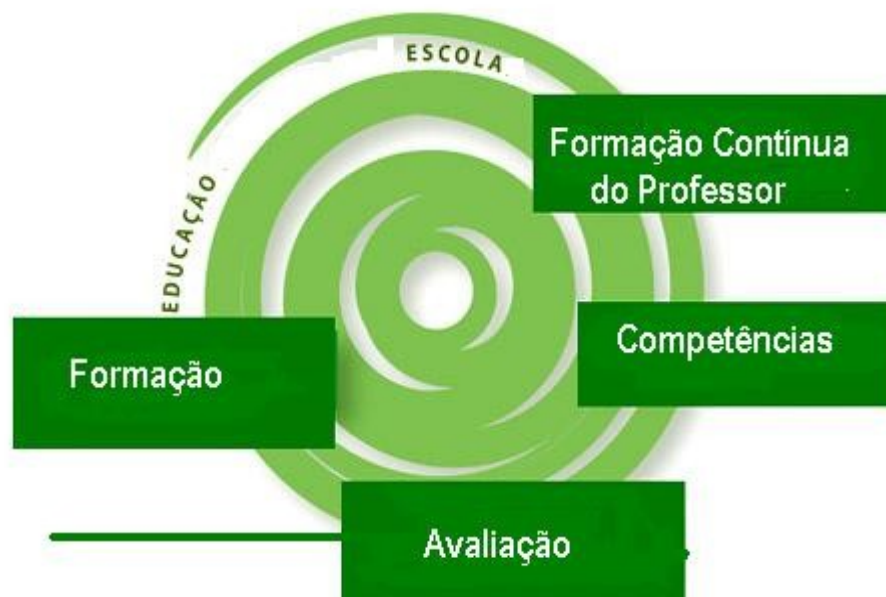 ESCOLA
EDUCAÇÃO
Formação Contínua
do Professor
Competências
Formação
Avaliação